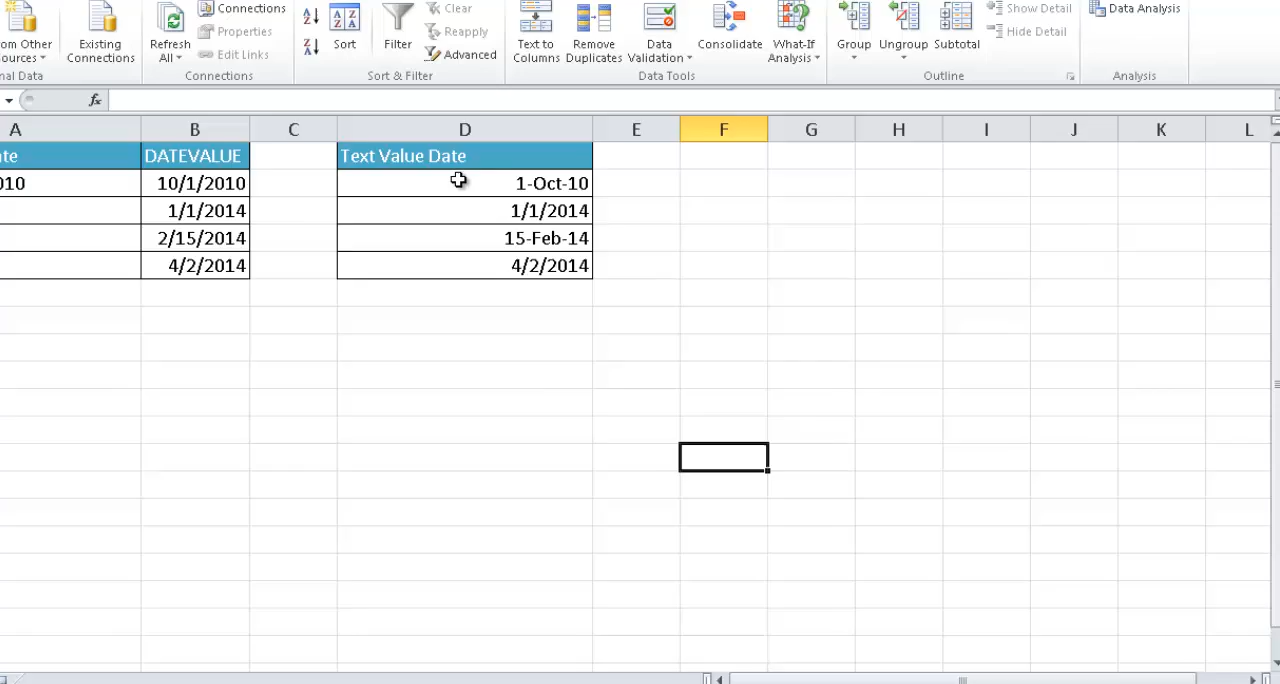 Connections
Properties
Edit Links
Clear
Reapply
Advanced
Show Detail
Hide Detail
Data Analysis
om Other
ources
Existing
Connections
Refresh
All
Sort
Filter
Text to
Columns
Remove
Duplicates
Data
Validation
Consolidate
What-If
Analysis
Group
Ungroup
Subtotal
nal Data
Connections
Sort & Filter
Data Tools
Outline
Analysis
fx
A B C D E F G H I J K L
te DATEVALUE Text Value Date
010 10/1/2010 1-Oct-10
1/1/2014 1/1/2014
2/15/2014 15-Feb-14
4/2/2014 4/2/2014